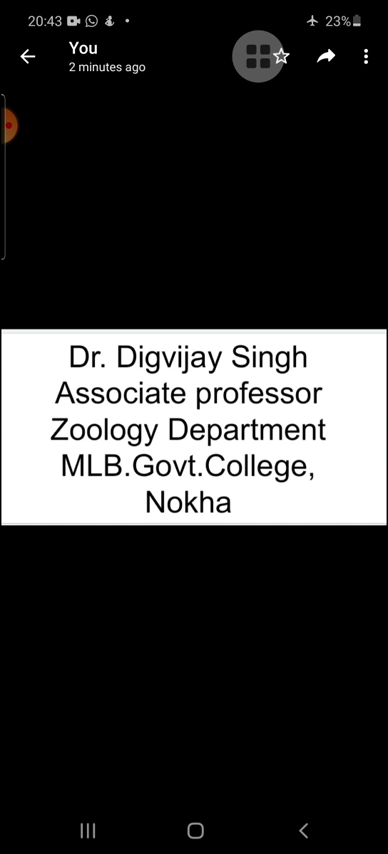 20:43
23%
You
2 minutes ago
Dr. Digvijay Singh
Associate professor
Zoology Department
MLB.Govt.College,
Nokha